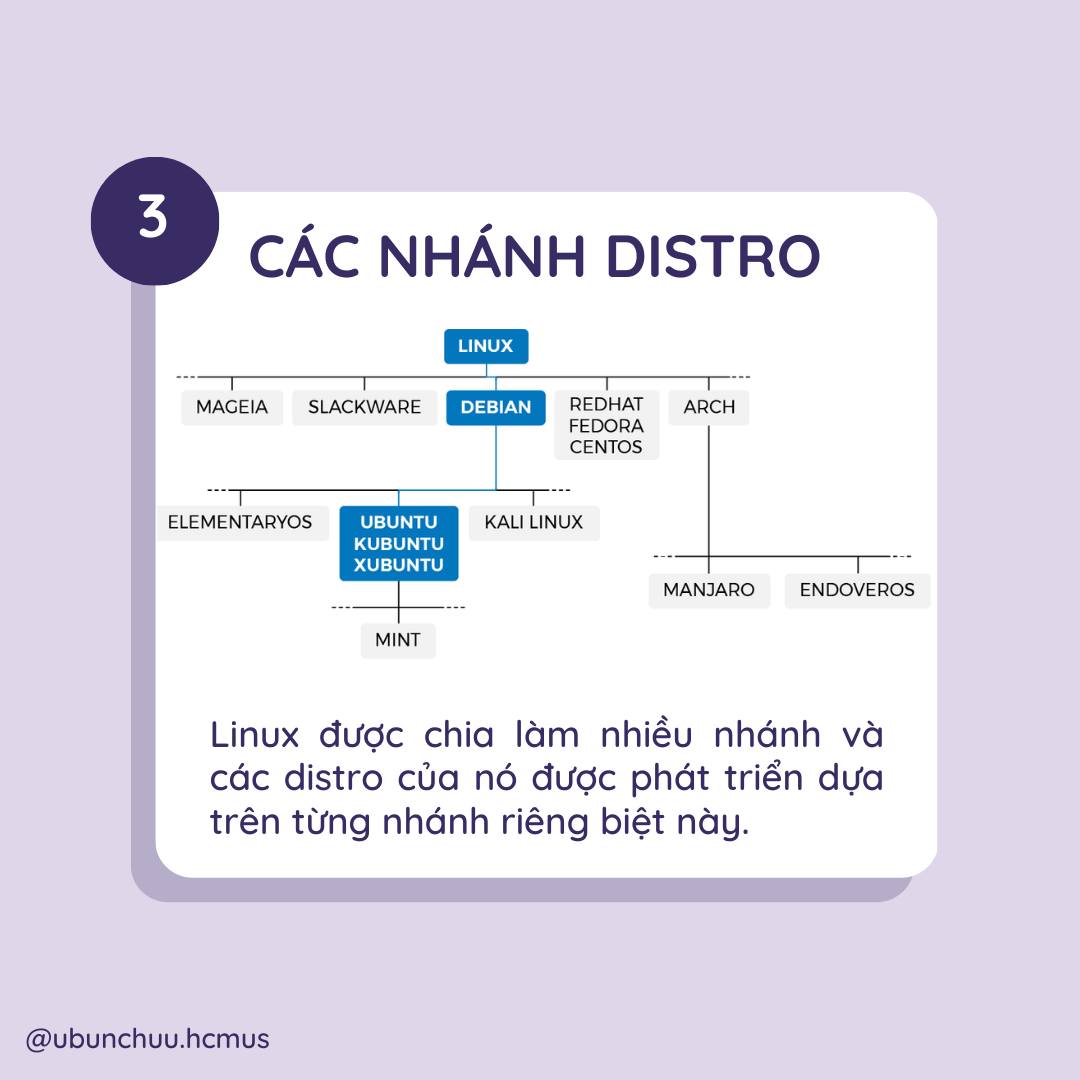 3
CÁC NHÁNH DISTRO
LINUX
MAGEIA
SLACKWARE
DEBIAN
REDHAT
FEDORA
CENTOS
ARCH
ELEMENTARYOS
UBUNTU
KUBUNTU
XUBUNTU
KALI LINUX
MANJARO
ENDOVEROS
MINT
Linux được chia làm nhiều nhánh và
các distro của nó được phát triển dựa
trên từng nhánh riêng biệt này.
@ubunchuu.hcmus